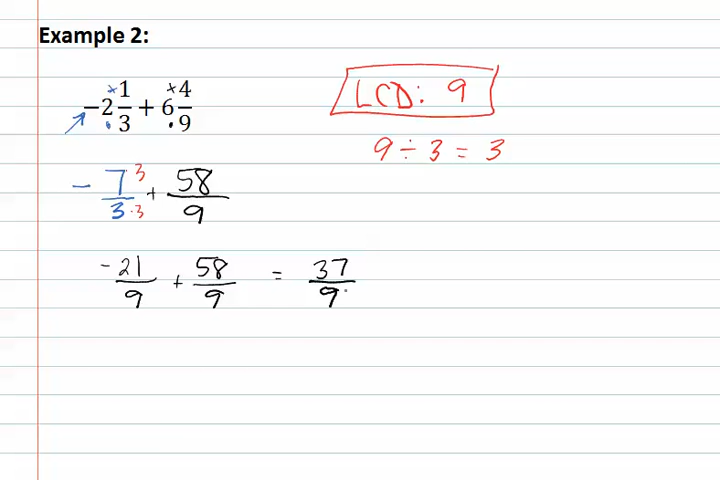 Example 2:
−2 1/3 + 6 4/9
LCD: 9
9 ÷ 3 = 3
− 7/3 3/·3 + 58/9
-21/9 + 58/9 = 37/9